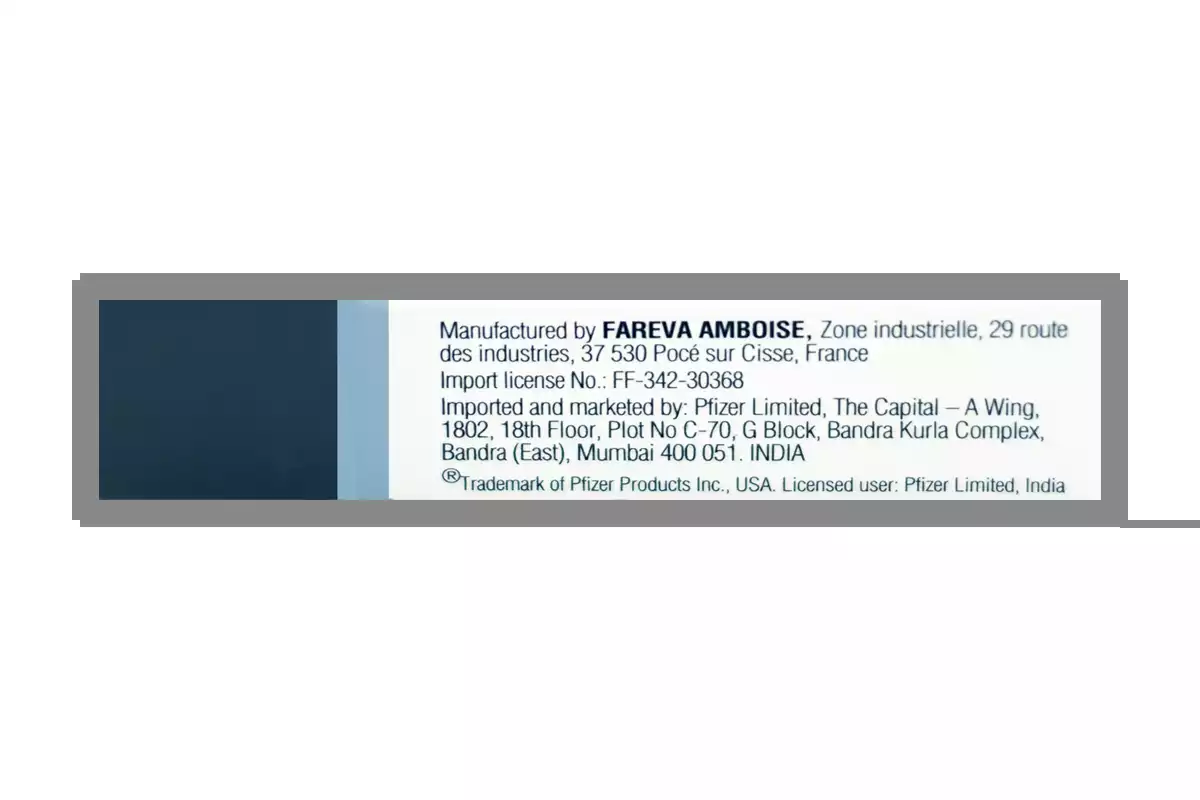 Manufactured by FAREVA AMBOISE, Zone industrielle, 29 route
des industries, 37 530 Pocé sur Cisse, France
Import license No.: FF-342-30368
Imported and marketed by: Pfizer Limited, The Capital – A Wing,
1802, 18th Floor, Plot No C-70, G Block, Bandra Kurla Complex,
Bandra (East), Mumbai 400 051. INDIA
®Trademark of Pfizer Products Inc., USA. Licensed user: Pfizer Limited, India